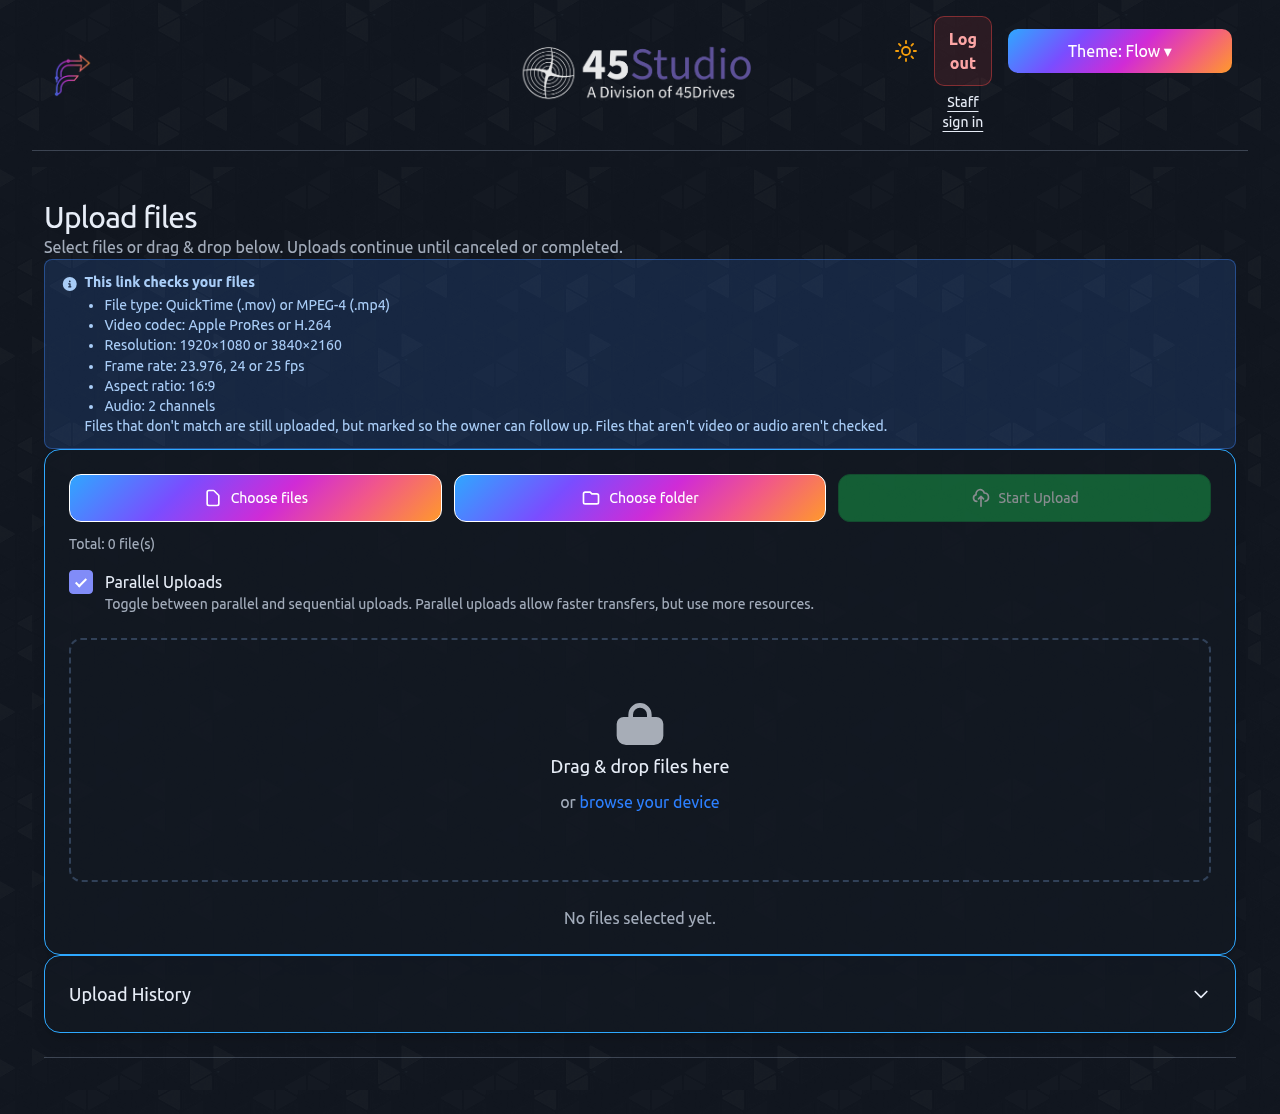 45Studio
A Division of 45Drives
Log out
Staff sign in
Theme: Flow ▾
Upload files
Select files or drag & drop below. Uploads continue until canceled or completed.
This link checks your files
• File type: QuickTime (.mov) or MPEG-4 (.mp4)
• Video codec: Apple ProRes or H.264
• Resolution: 1920×1080 or 3840×2160
• Frame rate: 23.976, 24 or 25 fps
• Aspect ratio: 16:9
• Audio: 2 channels
Files that don't match are still uploaded, but marked so the owner can follow up. Files that aren't video or audio aren't checked.
Choose files
Choose folder
Start Upload
Total: 0 file(s)
Parallel Uploads
Toggle between parallel and sequential uploads. Parallel uploads allow faster transfers, but use more resources.
Drag & drop files here
or browse your device
No files selected yet.
Upload History